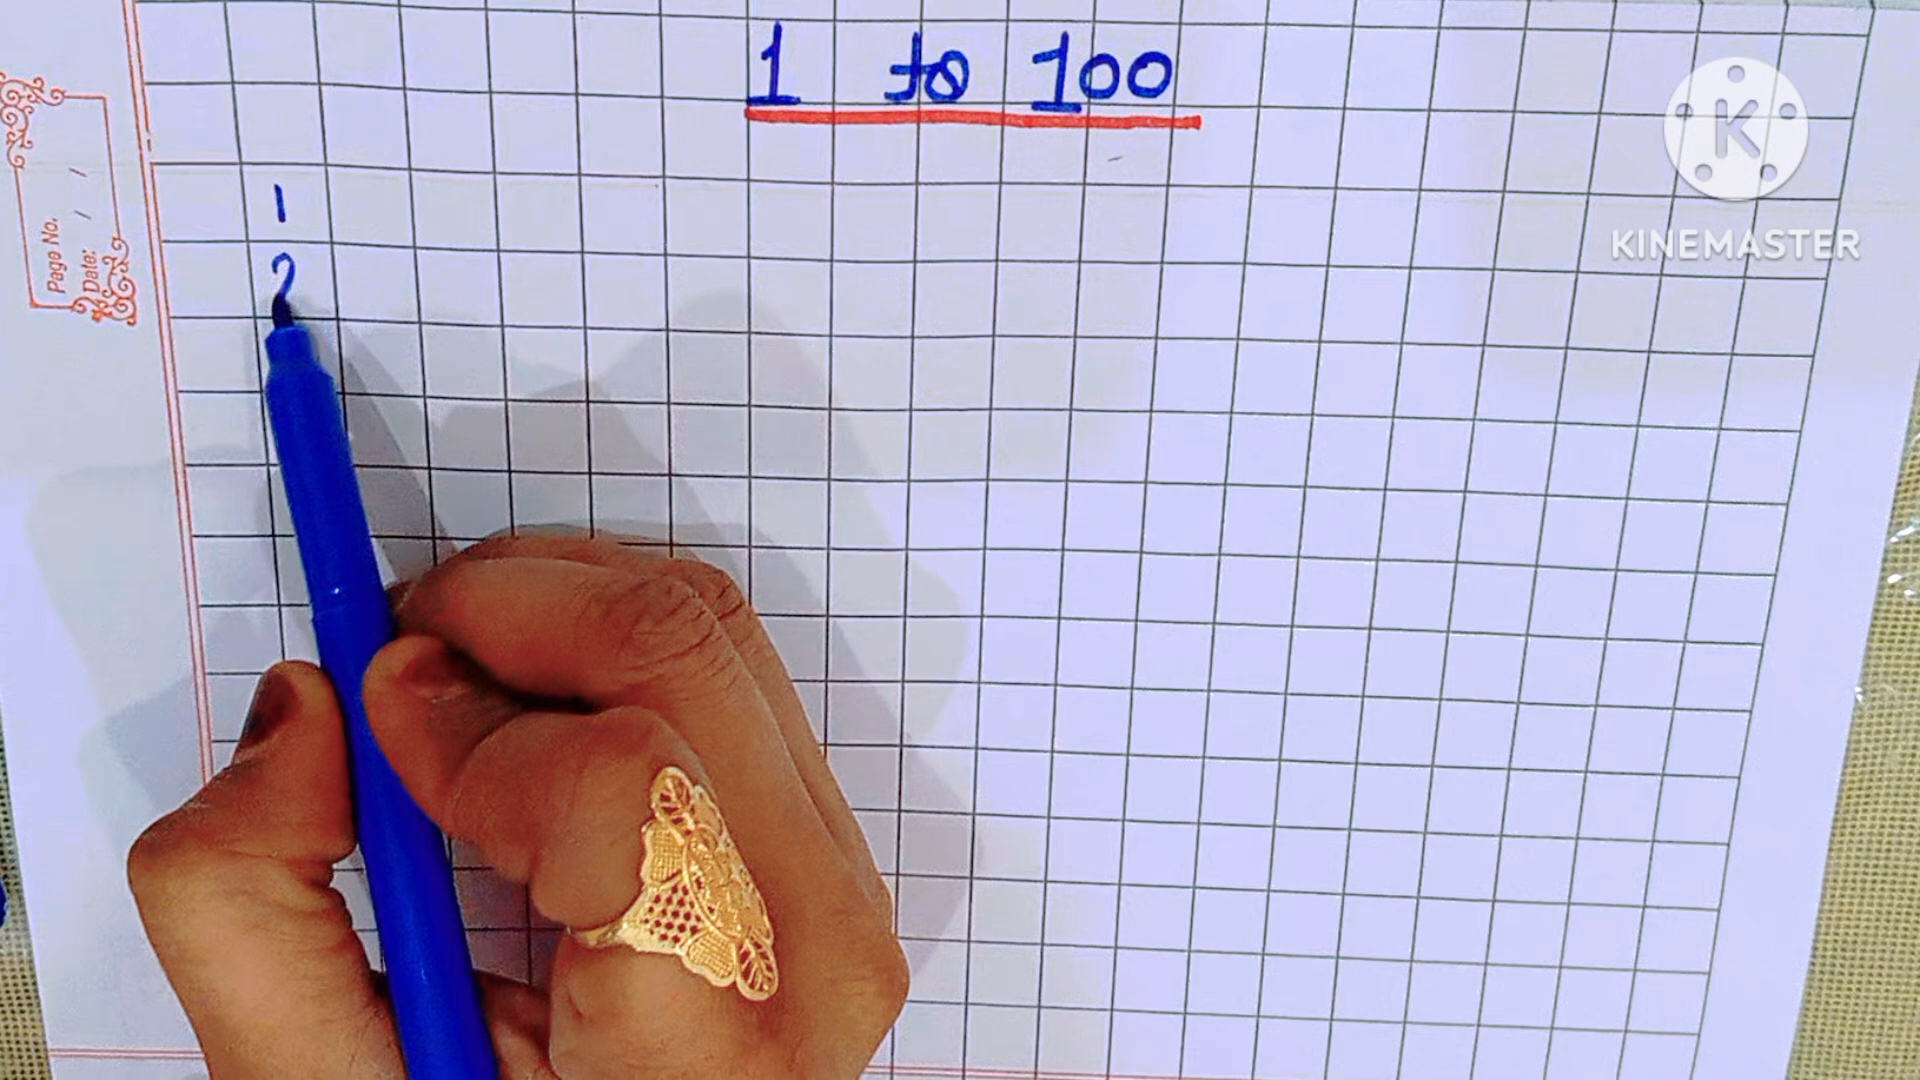 1 to 100
K
KINEMASTER
Page No.
Date: / /
1
2